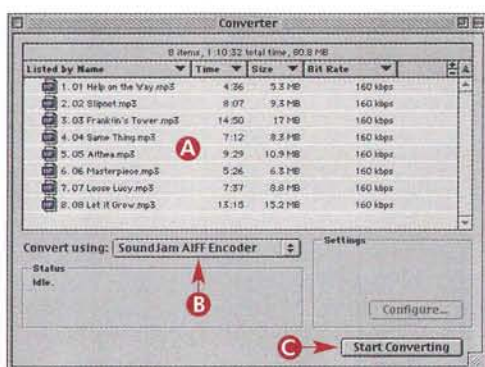 Converter
8 items, 1:10:32 total time, 80.8 MB
Listed by Name Time Size Bit Rate
1. 01 Help on the Way.mp3 4:36 5.3 MB 160 kbps
2. 02 Slipnot.mp3 8:07 9.3 MB 160 kbps
3. 03 Franklin's Tower.mp3 14:50 17 MB 160 kbps
4. 04 Same Thing.mp3 7:12 8.3 MB 160 kbps
5. 05 Althea.mp3 9:29 10.9 MB 160 kbps
6. 06 Masterpiece.mp3 5:26 6.3 MB 160 kbps
7. 07 Loose Lucy.mp3 7:37 8.8 MB 160 kbps
8. 08 Let it Grow.mp3 13:15 15.2 MB 160 kbps
A
Convert using: SoundJam AIFF Encoder
Settings
Status
Idle.
B
Configure...
C
Start Converting